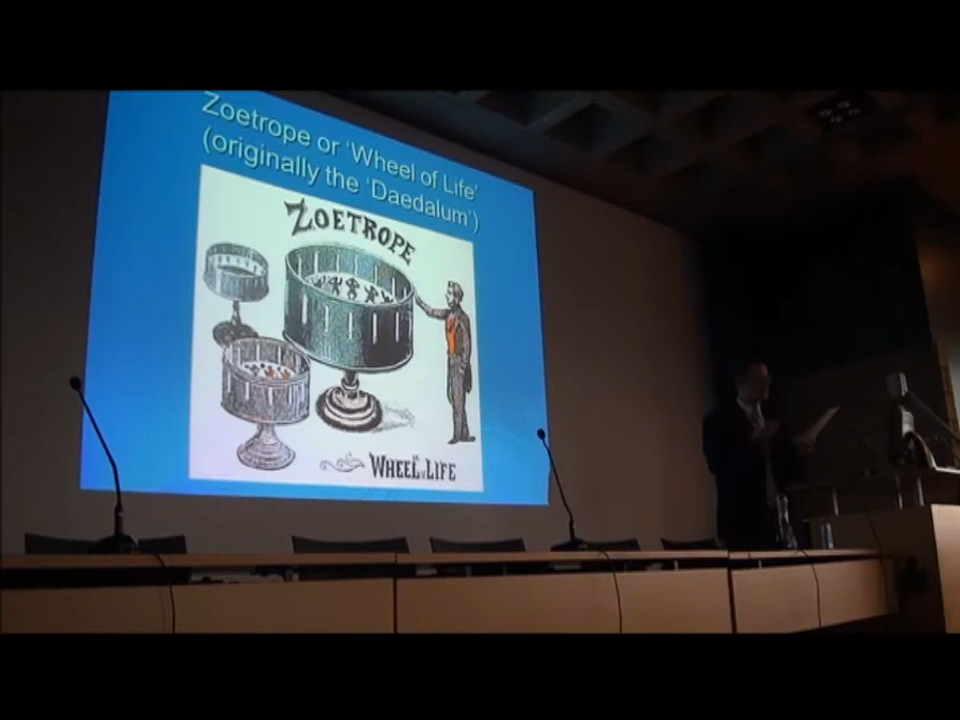 Zoetrope or 'Wheel of Life'
(originally the 'Daedalum')
ZOETROPE
WHEEL OF LIFE